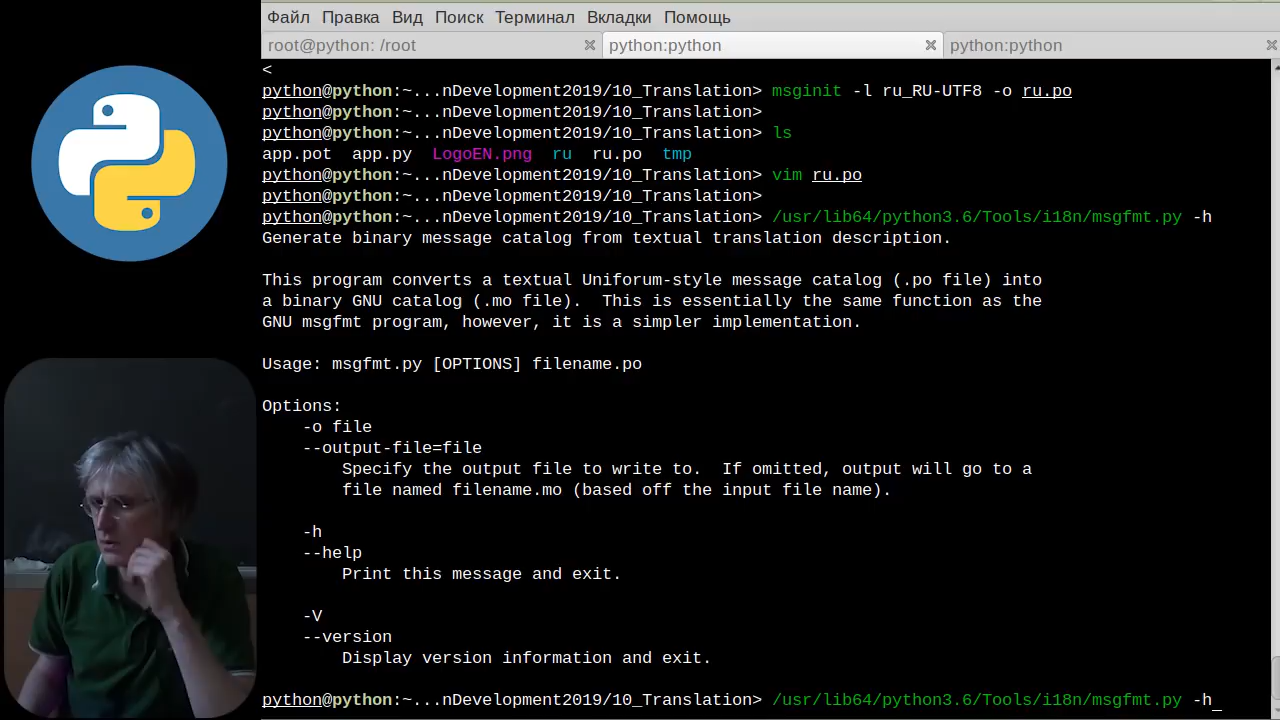 Файл Правка Вид Поиск Терминал Вкладки Помощь
root@python: /root
python:python
python:python
<
python@python:~...nDevelopment2019/10_Translation> msginit -l ru_RU-UTF8 -o ru.po
python@python:~...nDevelopment2019/10_Translation>
python@python:~...nDevelopment2019/10_Translation> ls
app.pot app.py LogoEN.png ru ru.po tmp
python@python:~...nDevelopment2019/10_Translation> vim ru.po
python@python:~...nDevelopment2019/10_Translation>
python@python:~...nDevelopment2019/10_Translation> /usr/lib64/python3.6/Tools/i18n/msgfmt.py -h
Generate binary message catalog from textual translation description.
This program converts a textual Uniforum-style message catalog (.po file) into
a binary GNU catalog (.mo file). This is essentially the same function as the
GNU msgfmt program, however, it is a simpler implementation.
Usage: msgfmt.py [OPTIONS] filename.po
Options:
-o file
--output-file=file
Specify the output file to write to. If omitted, output will go to a
file named filename.mo (based off the input file name).
-h
--help
Print this message and exit.
-V
--version
Display version information and exit.
python@python:~...nDevelopment2019/10_Translation> /usr/lib64/python3.6/Tools/i18n/msgfmt.py -h_